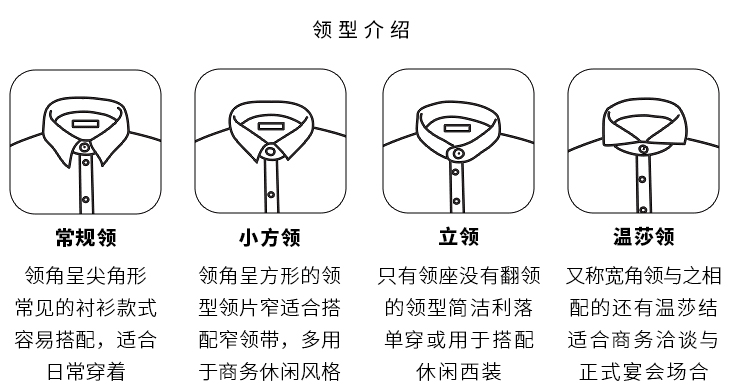 领型介绍
常规领
领角呈尖角形
常见的衬衫款式
容易搭配，适合
日常穿着
小方领
领角呈方形的领
型领片窄适合搭
配窄领带，多用
于商务休闲风格
立领
只有领座没有翻领
的领型简洁利落
单穿或用于搭配
休闲西装
温莎领
又称宽角领与之相
配的还有温莎结
适合商务洽谈与
正式宴会场合